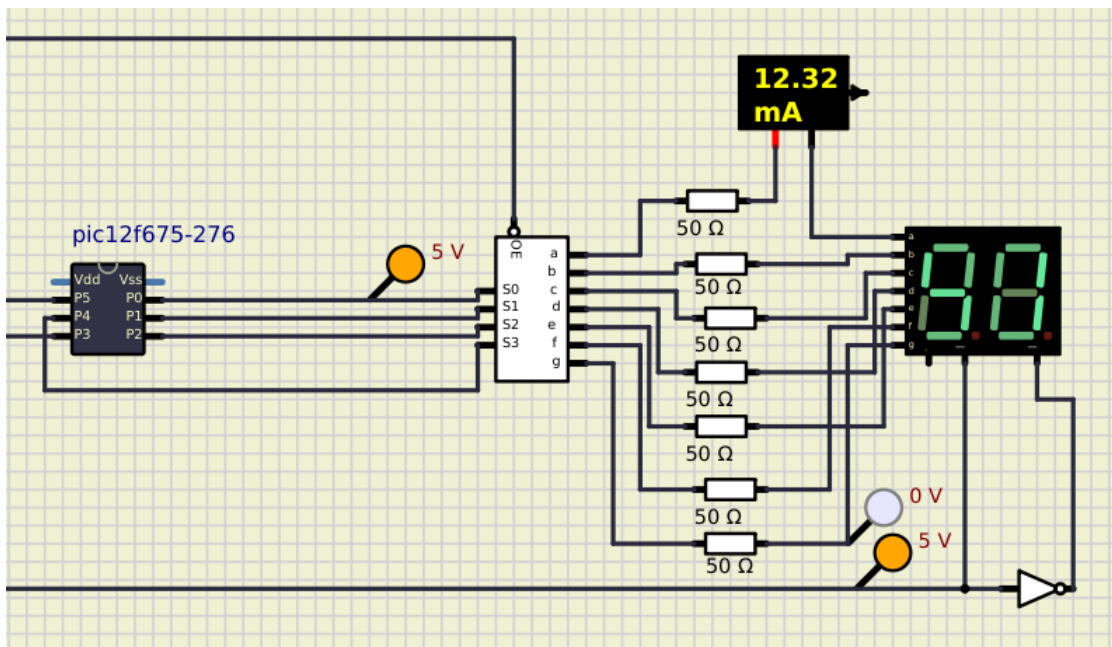 12.32
mA
50 Ω
pic12f675-276
5 V
Vdd Vss
P5 P0
P4 P1
P3 P2
OE
S0
S1
S2
S3
a
b
c
d
e
f
g
50 Ω
50 Ω
50 Ω
50 Ω
50 Ω
50 Ω
a
b
c
d
e
f
g
0 V
5 V